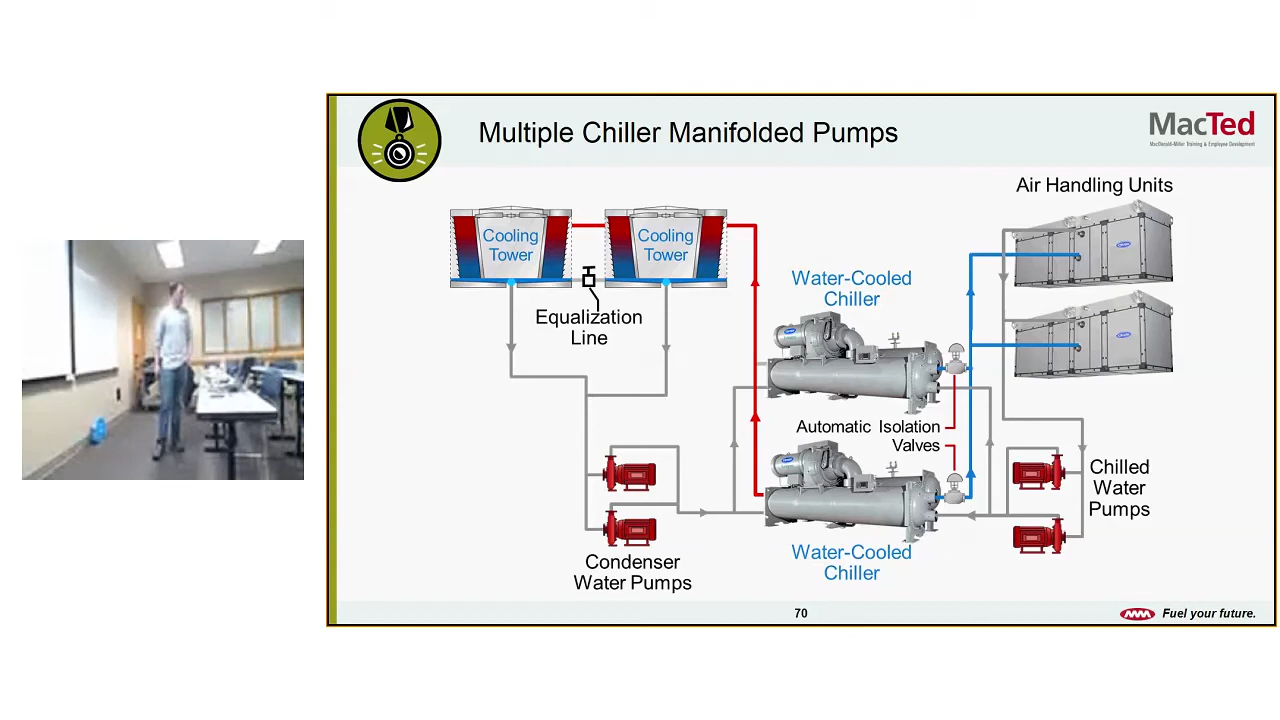 Multiple Chiller Manifolded Pumps
MacTed
MacDonald-Miller Training & Employee Development
Air Handling Units
Cooling
Tower
Cooling
Tower
Equalization
Line
Water-Cooled
Chiller
Automatic Isolation
Valves
Chilled
Water
Pumps
Condenser
Water Pumps
Water-Cooled
Chiller
70
Fuel your future.